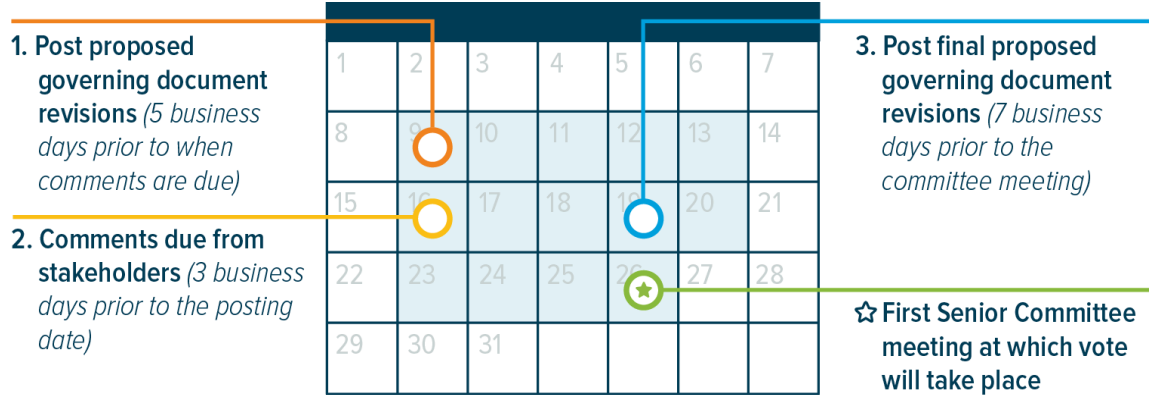 1. Post proposed
governing document
revisions (5 business
days prior to when
comments are due)
2. Comments due from
stakeholders (3 business
days prior to the posting
date)
1 2 3 4 5 6 7
8 9 10 11 12 13 14
15 16 17 18 19 20 21
22 23 24 25 26 27 28
29 30 31
3. Post final proposed
governing document
revisions (7 business
days prior to the
committee meeting)
First Senior Committee
meeting at which vote
will take place